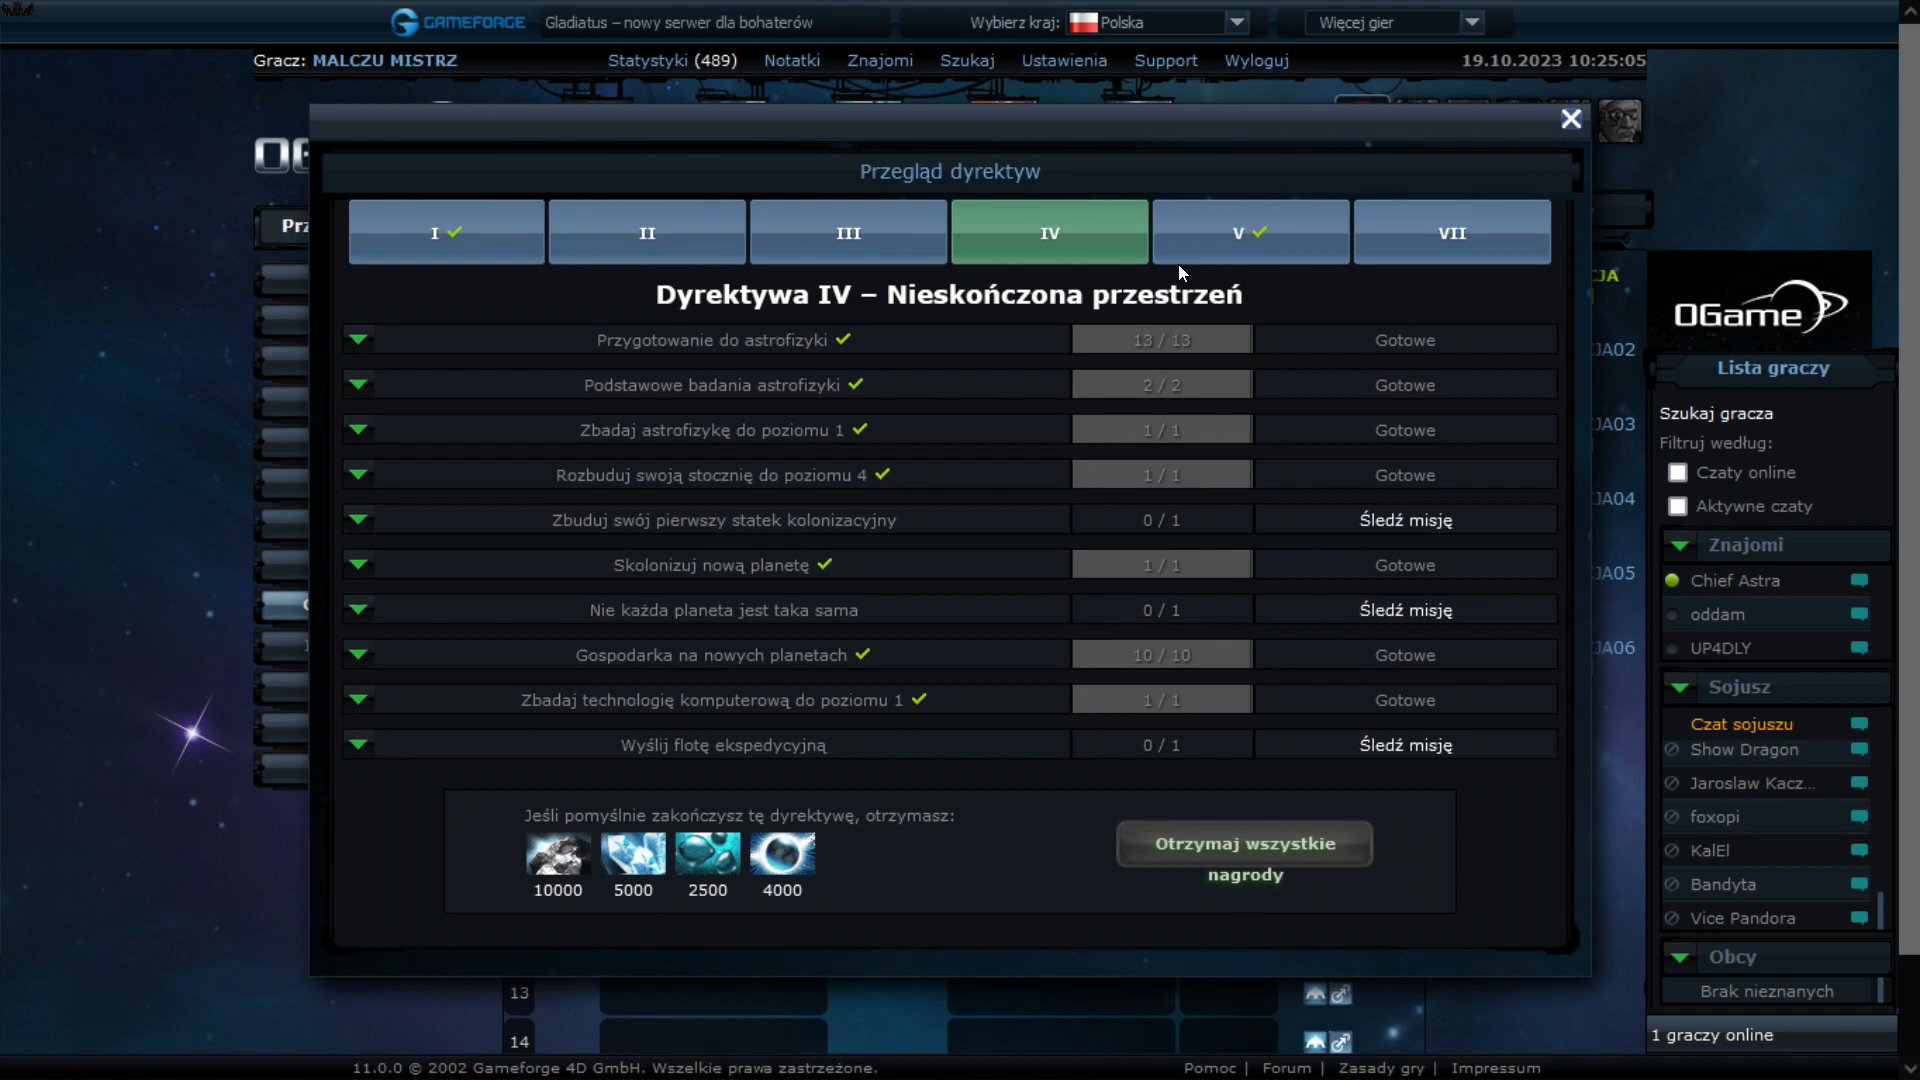 GAMEFORGE
Gladiatus – nowy serwer dla bohaterów
Wybierz kraj: Polska
Więcej gier
Gracz: MALCZU MISTRZ
Statystyki (489) Notatki Znajomi Szukaj Ustawienia Support Wyloguj
19.10.2023 10:25:05
Przegląd dyrektyw
I II III IV V VII
Dyrektywa IV – Nieskończona przestrzeń
Przygotowanie do astrofizyki 13 / 13 Gotowe
Podstawowe badania astrofizyki 2 / 2 Gotowe
Zbadaj astrofizykę do poziomu 1 1 / 1 Gotowe
Rozbuduj swoją stocznię do poziomu 4 1 / 1 Gotowe
Zbuduj swój pierwszy statek kolonizacyjny 0 / 1 Śledź misję
Skolonizuj nową planetę 1 / 1 Gotowe
Nie każda planeta jest taka sama 0 / 1 Śledź misję
Gospodarka na nowych planetach 10 / 10 Gotowe
Zbadaj technologię komputerową do poziomu 1 1 / 1 Gotowe
Wyślij flotę ekspedycyjną 0 / 1 Śledź misję
Jeśli pomyślnie zakończysz tę dyrektywę, otrzymasz:
10000 5000 2500 4000
Otrzymaj wszystkie
nagrody
13
14
JA02
JA03
JA04
JA05
JA06
OGame
Lista graczy
Szukaj gracza
Filtruj według:
Czaty online
Aktywne czaty
Znajomi
Chief Astra
oddam
UP4DLY
Sojusz
Czat sojuszu
Show Dragon
Jaroslaw Kacz...
foxopi
KalEl
Bandyta
Vice Pandora
Obcy
Brak nieznanych
1 graczy online
11.0.0 © 2002 Gameforge 4D GmbH. Wszelkie prawa zastrzeżone.
Pomoc | Forum | Zasady gry | Impressum